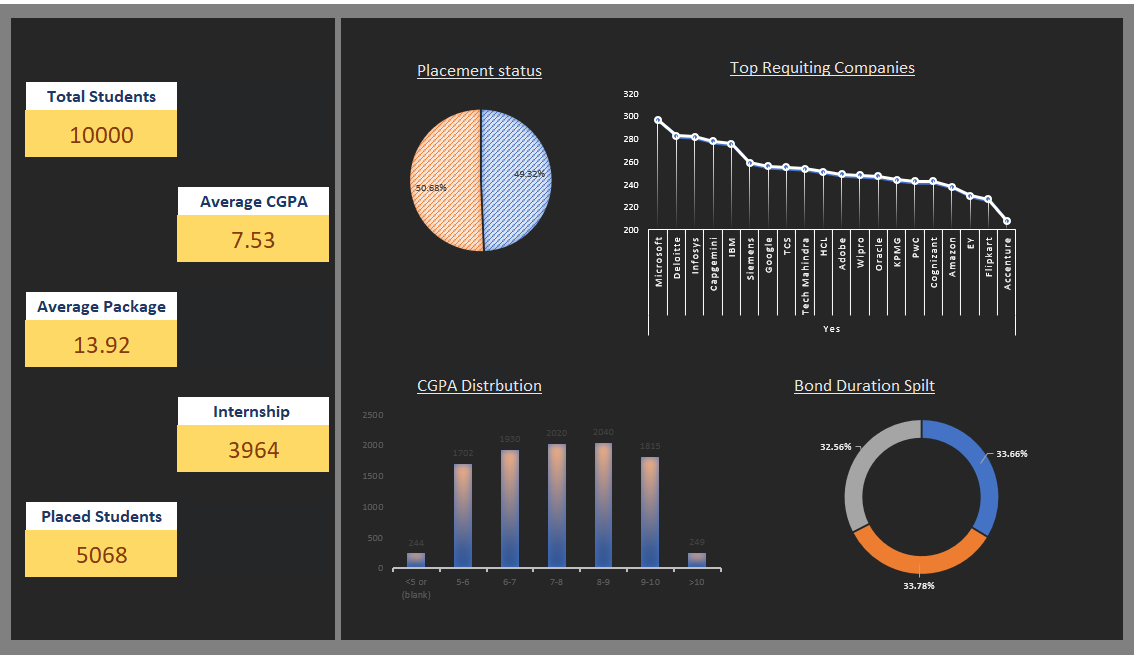 Total Students
10000
Average CGPA
7.53
Average Package
13.92
Internship
3964
Placed Students
5068
Placement status
50.68%
49.32%
Top Requiting Companies
320
300
280
260
240
220
200
Microsoft
Deloitte
Infosys
Capgemini
IBM
Siemens
Google
TCS
Tech Mahindra
HCL
Adobe
Wipro
Oracle
KPMG
PwC
Cognizant
Amazon
EY
Flipkart
Accenture
Yes
CGPA Distrbution
2500
2000
1500
1000
500
0
244
1702
1930
2020
2040
1815
249
<5 or
(blank)
5-6
6-7
7-8
8-9
9-10
>10
Bond Duration Spilt
32.56%
33.66%
33.78%